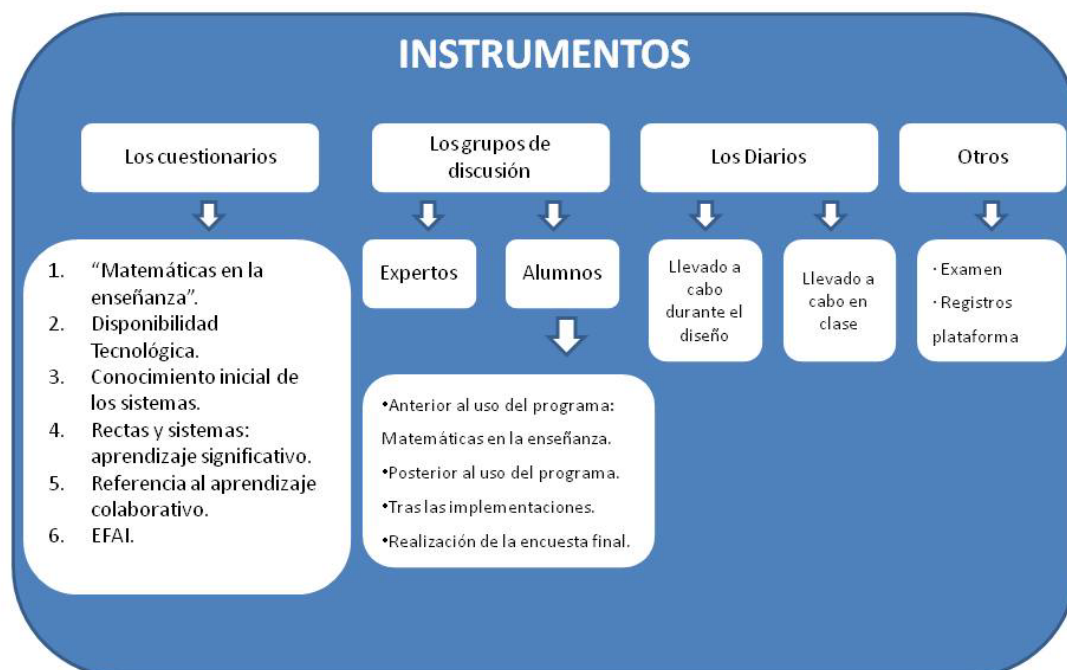 INSTRUMENTOS
Los cuestionarios
1. “Matemáticas en la
enseñanza”.
2. Disponibilidad
Tecnológica.
3. Conocimiento inicial de
los sistemas.
4. Rectas y sistemas:
aprendizaje significativo.
5. Referencia al aprendizaje
colaborativo.
6. EFAI.
Los grupos de
discusión
Expertos
Alumnos
•Anterior al uso del programa:
Matemáticas en la enseñanza.
•Posterior al uso del programa.
•Tras las implementaciones.
•Realización de la encuesta final.
Los Diarios
Llevado a
cabo
durante el
diseño
Llevado a
cabo en
clase
Otros
· Examen
· Registros
plataforma